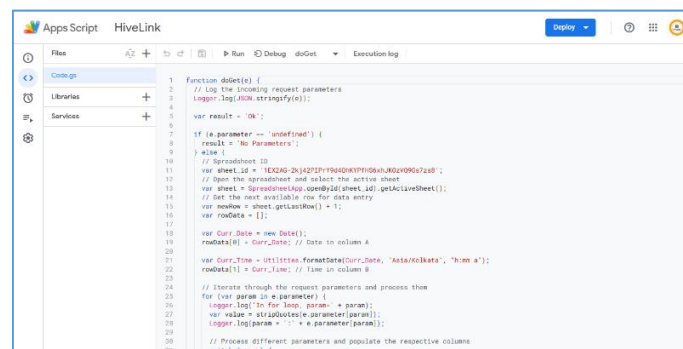 Apps Script HiveLink
Deploy
Files
AZ
Run Debug doGet Execution log
Code.gs
Libraries
Services
1 function doGet(e) {
2 // Log the incoming request parameters
3 Logger.log(JSON.stringify(e));
4
5 var result = 'Ok';
6
7 if (e.parameter == 'undefined') {
8 result = 'No Parameters';
9 } else {
10 // Spreadsheet ID
11 var sheet_id =
12 // Open the spreadsheet and select the active sheet
13 var sheet = SpreadsheetApp.openById(sheet_id).getActiveSheet();
14 // Get the next available row for data entry
15 var newRow = sheet.getLastRow() + 1;
16 var rowData = [];
17
18 var Curr_Date = new Date();
19 rowData[0] = Curr_Date; // Date in column A
20
21 var Curr_Time = Utilities.formatDate(Curr_Date, 'Asia/Kolkata', "h:mm a");
22 rowData[1] = Curr_Time; // Time in column B
23
24 // Iterate through the request parameters and process them
25 for (var param in e.parameter) {
26 Logger.log('In for loop, param=' + param);
27 var value = stripQuotes(e.parameter[param]);
28 Logger.log(param + ':' + e.parameter[param]);
29
30 // Process different parameters and populate the respective columns